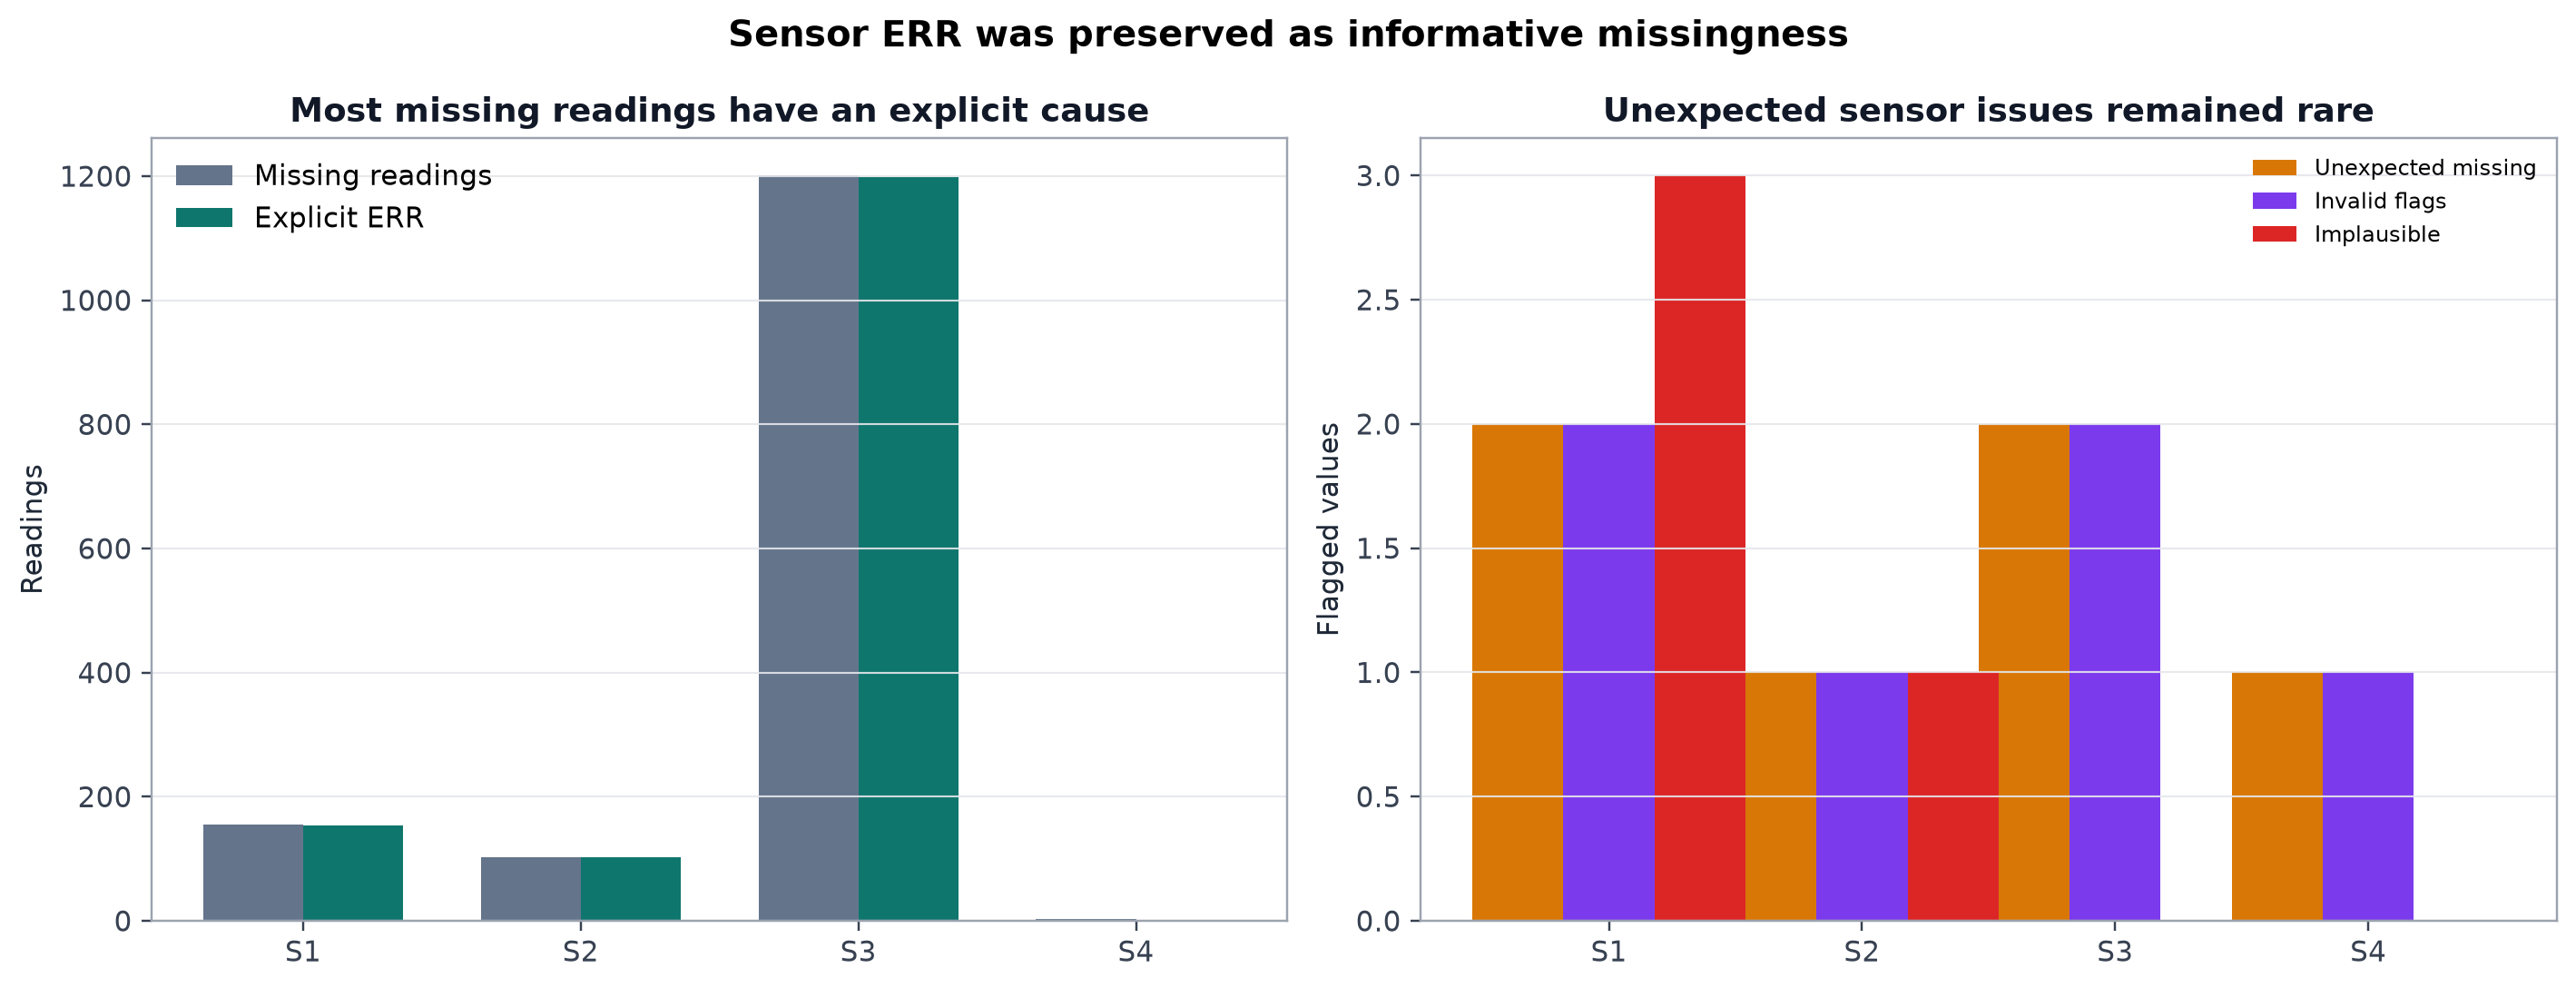 Sensor ERR was preserved as informative missingness
Most missing readings have an explicit cause
Readings
1200
1000
800
600
400
200
0
Missing readings
Explicit ERR
S1 S2 S3 S4
Unexpected sensor issues remained rare
Flagged values
3.0
2.5
2.0
1.5
1.0
0.5
0.0
Unexpected missing
Invalid flags
Implausible
S1 S2 S3 S4